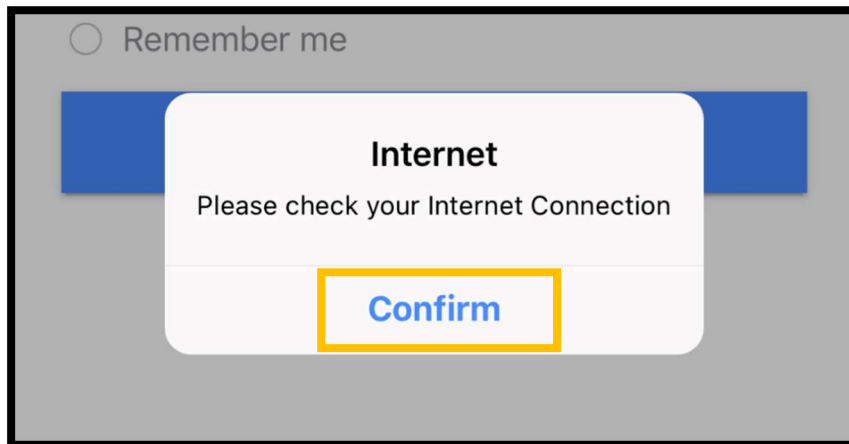 Remember me
Internet
Please check your Internet Connection
Confirm